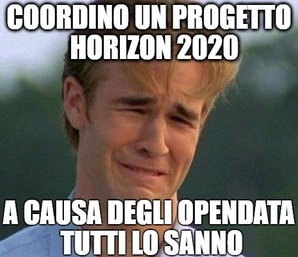 COORDINO UN PROGETTO
HORIZON 2020
A CAUSA DEGLI OPENDATA
TUTTI LO SANNO